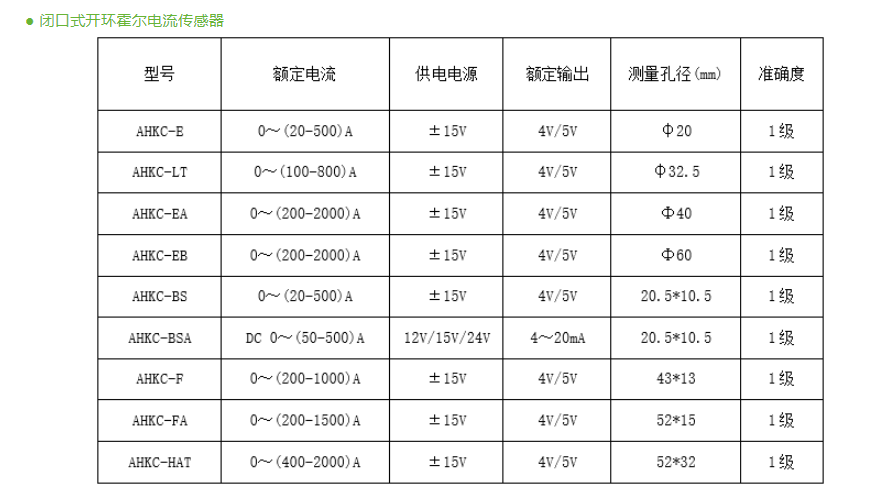 ● 闭口式开环霍尔电流传感器
型号 额定电流 供电电源 额定输出 测量孔径(mm) 准确度
AHKC-E 0～(20-500)A ±15V 4V/5V Φ20 1级
AHKC-LT 0～(100-800)A ±15V 4V/5V Φ32.5 1级
AHKC-EA 0～(200-2000)A ±15V 4V/5V Φ40 1级
AHKC-EB 0～(200-2000)A ±15V 4V/5V Φ60 1级
AHKC-BS 0～(20-500)A ±15V 4V/5V 20.5*10.5 1级
AHKC-BSA DC 0～(50-500)A 12V/15V/24V 4～20mA 20.5*10.5 1级
AHKC-F 0～(200-1000)A ±15V 4V/5V 43*13 1级
AHKC-FA 0～(200-1500)A ±15V 4V/5V 52*15 1级
AHKC-HAT 0～(400-2000)A ±15V 4V/5V 52*32 1级